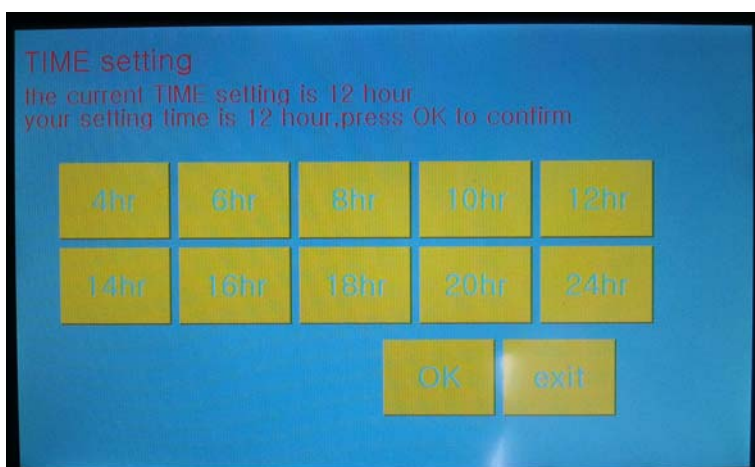 TIME setting
the current TIME setting is 12 hour
your setting time is 12 hour,press OK to confirm
4hr 6hr 8hr 10hr 12hr
14hr 16hr 18hr 20hr 24hr
OK exit